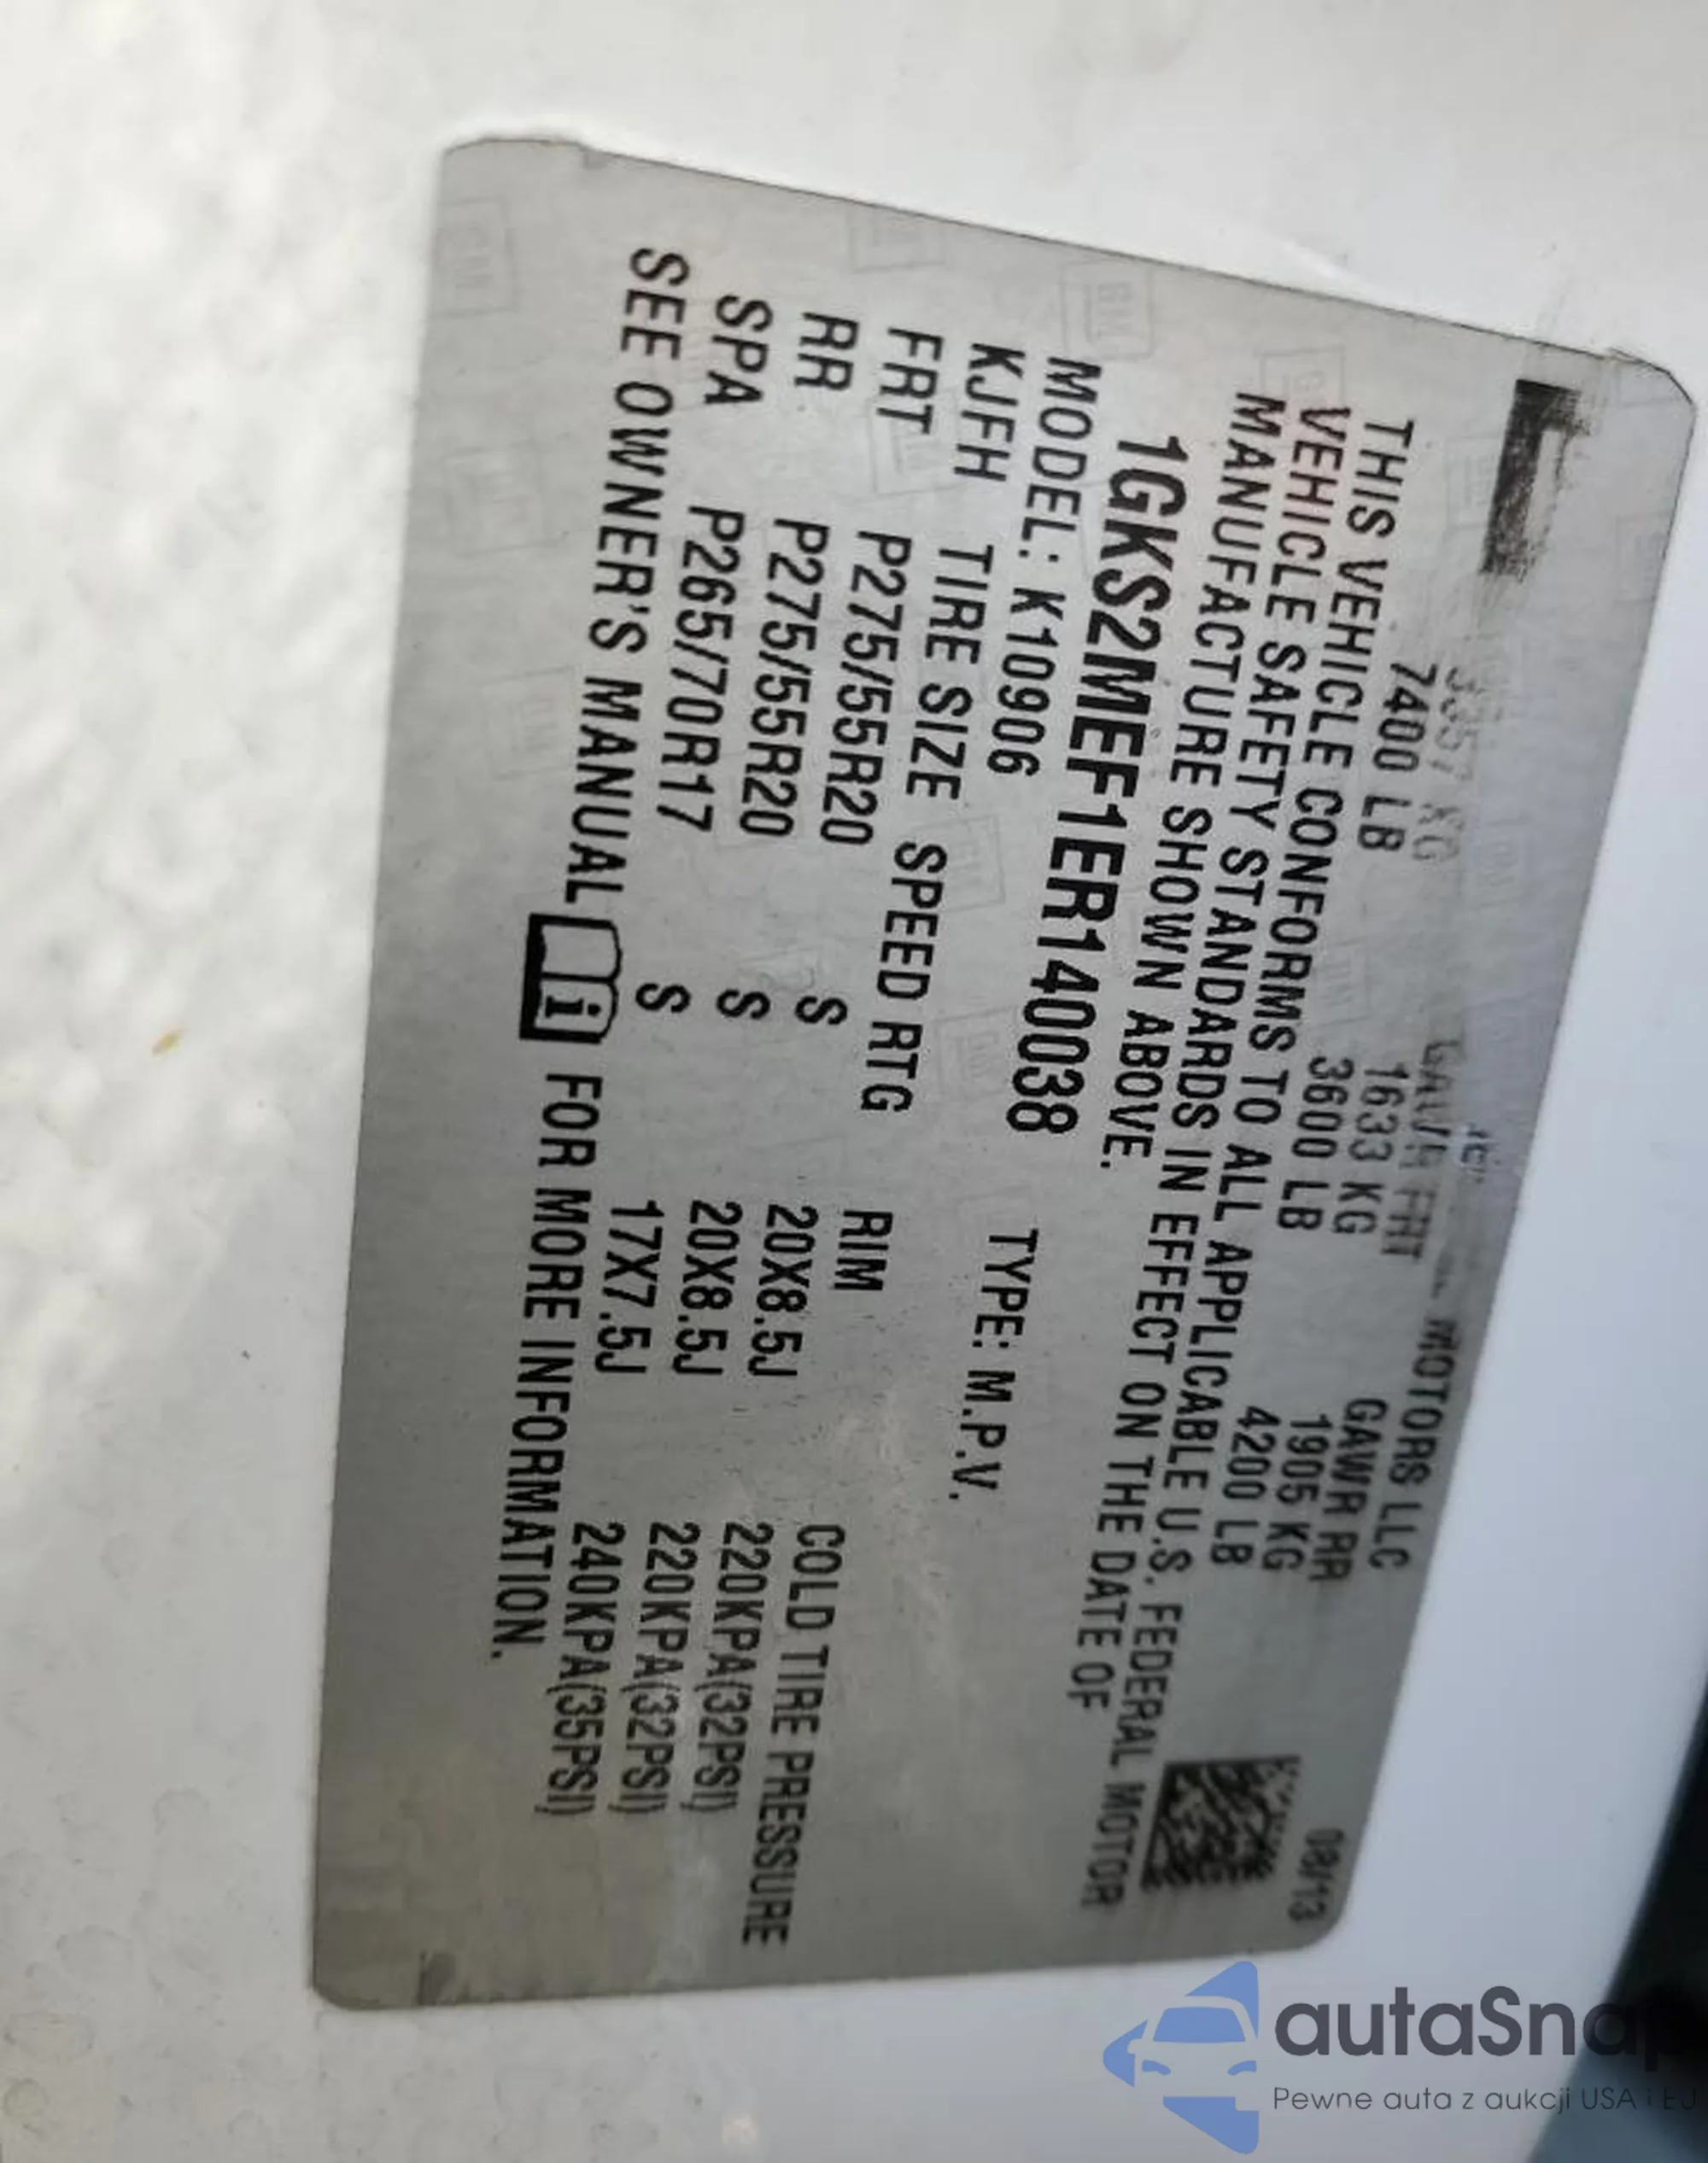 MOTORS LLC
08/13
GAWR FRT GAWR RR
3357 KG 1633 KG 1905 KG
7400 LB 3600 LB 4200 LB
THIS VEHICLE CONFORMS TO ALL APPLICABLE U.S. FEDERAL MOTOR
VEHICLE SAFETY STANDARDS IN EFFECT ON THE DATE OF
MANUFACTURE SHOWN ABOVE.
1GKS2MEF1ER140038 TYPE: M.P.V.
MODEL: K10906
KJFH TIRE SIZE SPEED RTG RIM COLD TIRE PRESSURE
FRT P275/55R20 S 20X8.5J 220KPA(32PSI)
RR P275/55R20 S 20X8.5J 220KPA(32PSI)
SPA P265/70R17 S 17X7.5J 240KPA(35PSI)
SEE OWNER'S MANUAL i FOR MORE INFORMATION.
GM
autaSnap
Pewne auta z aukcji USA i EU